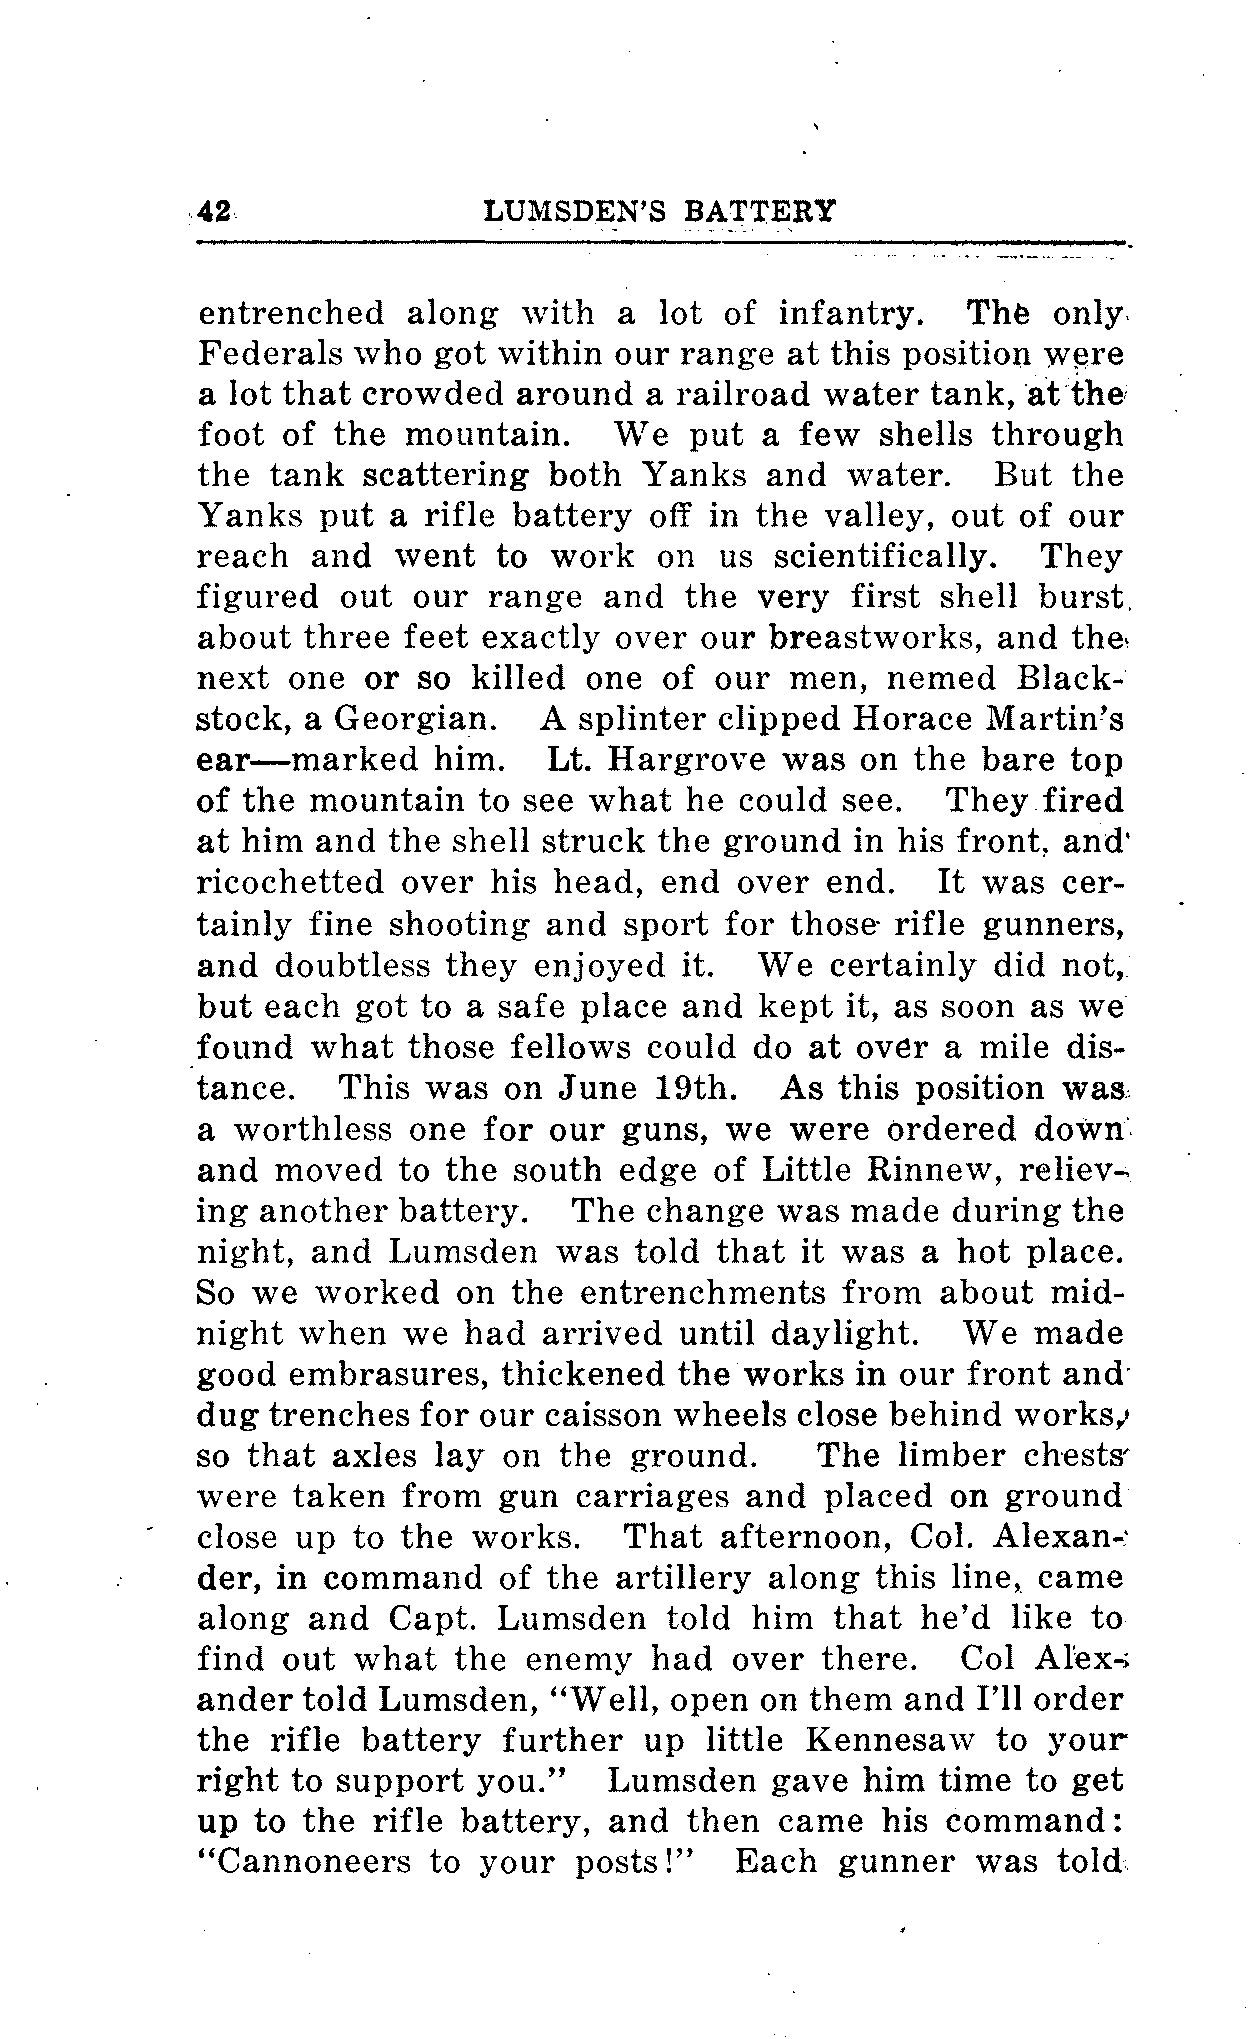 42 LUMSDEN'S BATTERY
entrenched along with a lot of infantry. The only
Federals who got within our range at this position were
a lot that crowded around a railroad water tank, at the
foot of the mountain. We put a few shells through
the tank scattering both Yanks and water. But the
Yanks put a rifle battery off in the valley, out of our
reach and went to work on us scientifically. They
figured out our range and the very first shell burst
about three feet exactly over our breastworks, and the
next one or so killed one of our men, nemed Black-
stock, a Georgian. A splinter clipped Horace Martin's
ear—marked him. Lt. Hargrove was on the bare top
of the mountain to see what he could see. They fired
at him and the shell struck the ground in his front, and
ricochetted over his head, end over end. It was cer-
tainly fine shooting and sport for those rifle gunners,
and doubtless they enjoyed it. We certainly did not,
but each got to a safe place and kept it, as soon as we
found what those fellows could do at over a mile dis-
tance. This was on June 19th. As this position was
a worthless one for our guns, we were ordered down
and moved to the south edge of Little Rinnew, reliev-
ing another battery. The change was made during the
night, and Lumsden was told that it was a hot place.
So we worked on the entrenchments from about mid-
night when we had arrived until daylight. We made
good embrasures, thickened the works in our front and
dug trenches for our caisson wheels close behind works,
so that axles lay on the ground. The limber chests
were taken from gun carriages and placed on ground
close up to the works. That afternoon, Col. Alexan-
der, in command of the artillery along this line, came
along and Capt. Lumsden told him that he'd like to
find out what the enemy had over there. Col Alex-
ander told Lumsden, "Well, open on them and I'll order
the rifle battery further up little Kennesaw to your
right to support you." Lumsden gave him time to get
up to the rifle battery, and then came his command:
"Cannoneers to your posts!" Each gunner was told